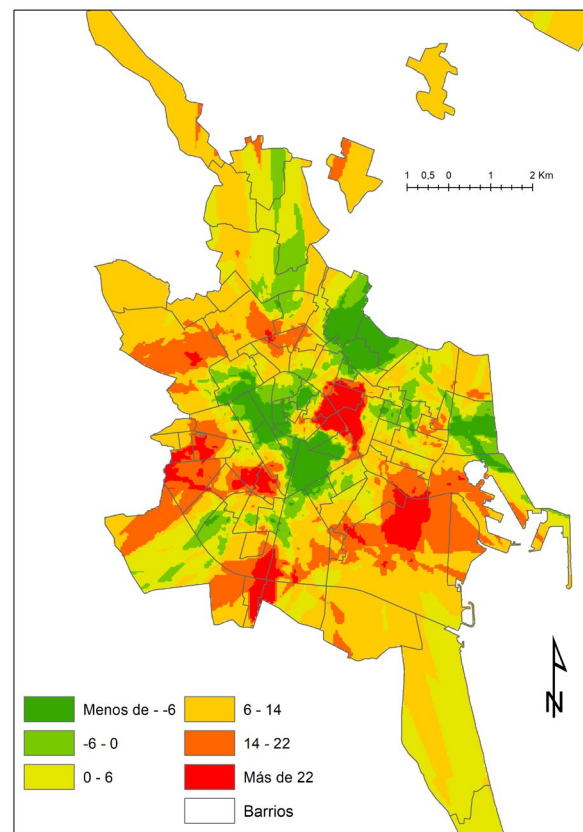 1 0,5 0 1 2 Km
N
Menos de - -6
-6 - 0
0 - 6
6 - 14
14 - 22
Más de 22
Barrios